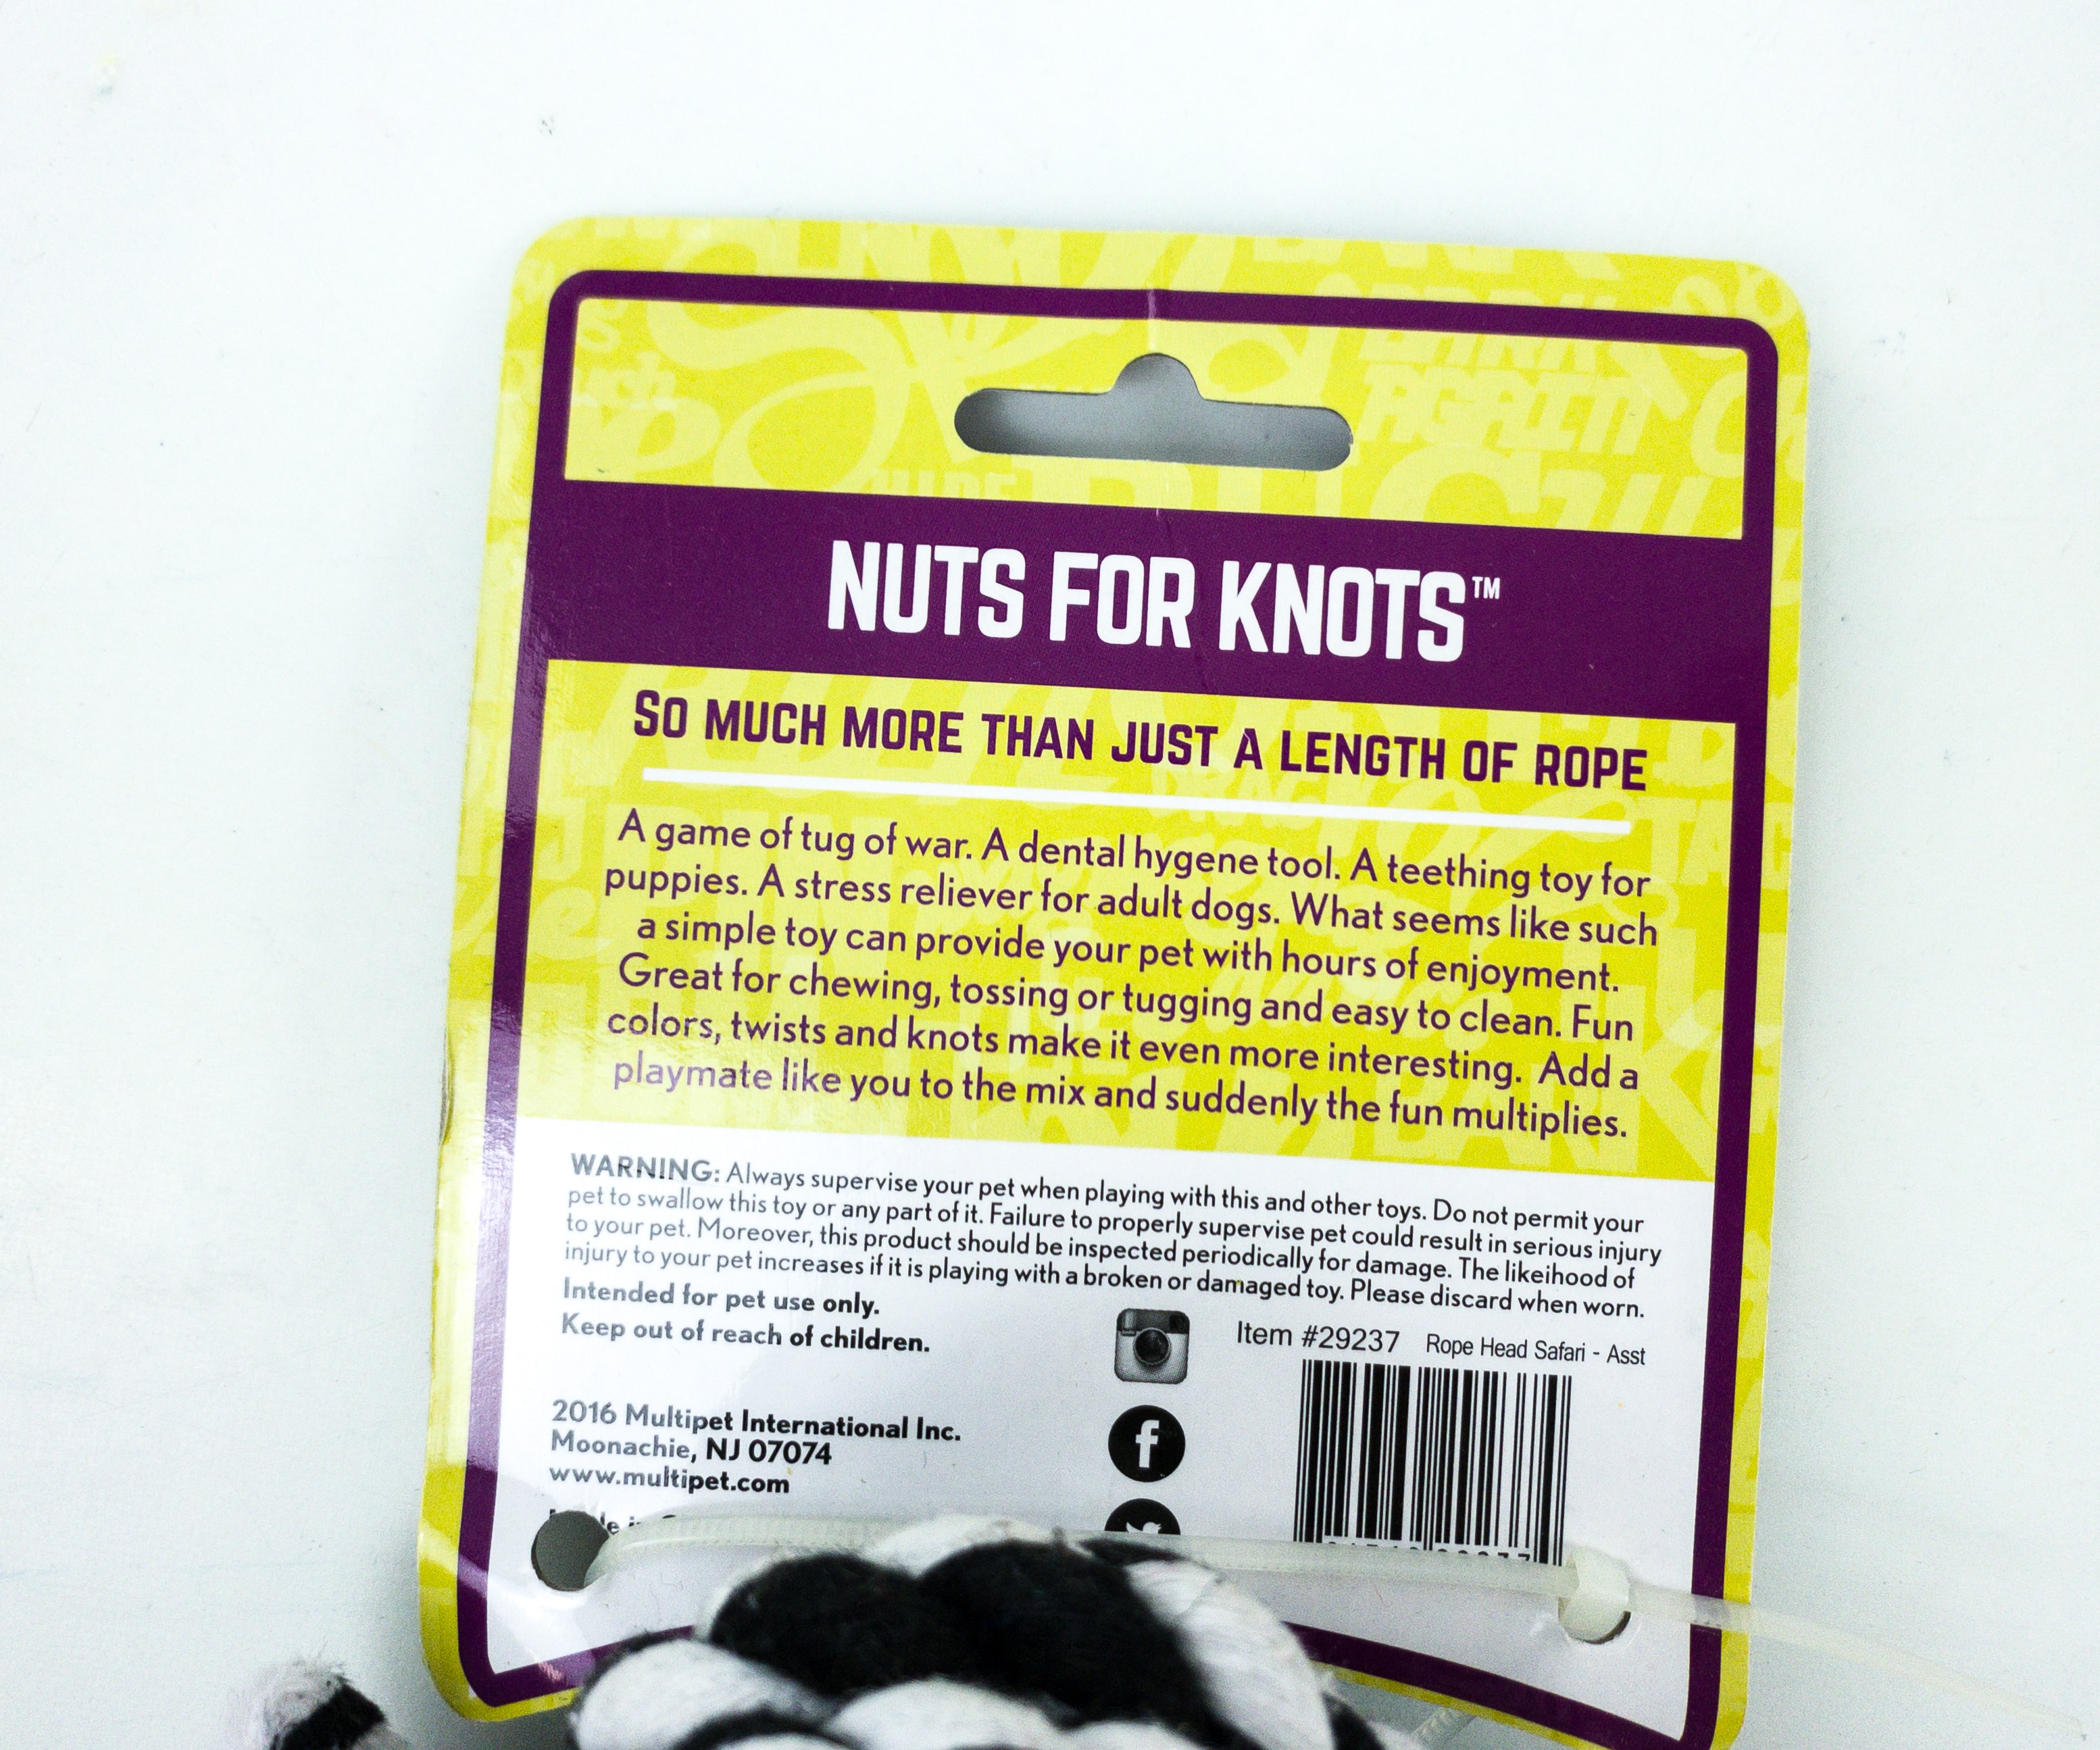 NUTS FOR KNOTS™
SO MUCH MORE THAN JUST A LENGTH OF ROPE
A game of tug of war. A dental hygene tool. A teething toy for
puppies. A stress reliever for adult dogs. What seems like such
a simple toy can provide your pet with hours of enjoyment.
Great for chewing, tossing or tugging and easy to clean. Fun
colors, twists and knots make it even more interesting. Add a
playmate like you to the mix and suddenly the fun multiplies.
WARNING: Always supervise your pet when playing with this and other toys. Do not permit your
pet to swallow this toy or any part of it. Failure to properly supervise pet could result in serious injury
to your pet. Moreover, this product should be inspected periodically for damage. The likeihood of
injury to your pet increases if it is playing with a broken or damaged toy. Please discard when worn.
Intended for pet use only.
Keep out of reach of children.
Item #29237 Rope Head Safari - Asst
2016 Multipet International Inc.
Moonachie, NJ 07074
www.multipet.com